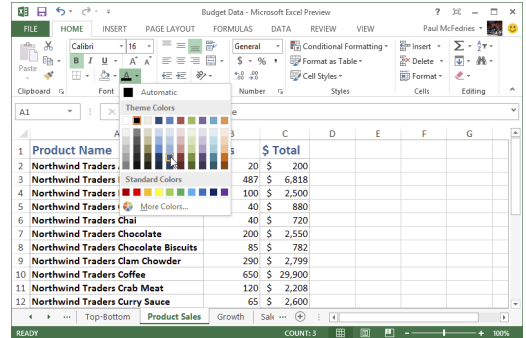 Budget Data - Microsoft Excel Preview
FILE HOME INSERT PAGE LAYOUT FORMULAS DATA REVIEW VIEW Paul McFedries
Calibri 16 General Conditional Formatting Insert
Paste B I U A A $ % , Format as Table Delete
A Cell Styles Format
Clipboard Font Number Styles Cells Editing
Automatic
A1
Theme Colors
A C D E F G
1 Product Name $ Total
2 Northwind Traders 20 $ 200
Standard Colors
3 Northwind Traders 487 $ 6,818
4 Northwind Traders 100 $ 2,500
More Colors...
5 Northwind Traders 40 $ 880
6 Northwind Traders Chai 40 $ 720
7 Northwind Traders Chocolate 200 $ 2,550
8 Northwind Traders Chocolate Biscuits 85 $ 782
9 Northwind Traders Clam Chowder 290 $ 2,799
10 Northwind Traders Coffee 650 $ 29,900
11 Northwind Traders Crab Meat 120 $ 2,208
12 Northwind Traders Curry Sauce 65 $ 2,600
... Top-Bottom Product Sales Growth Sale ...
READY COUNT: 3 100%